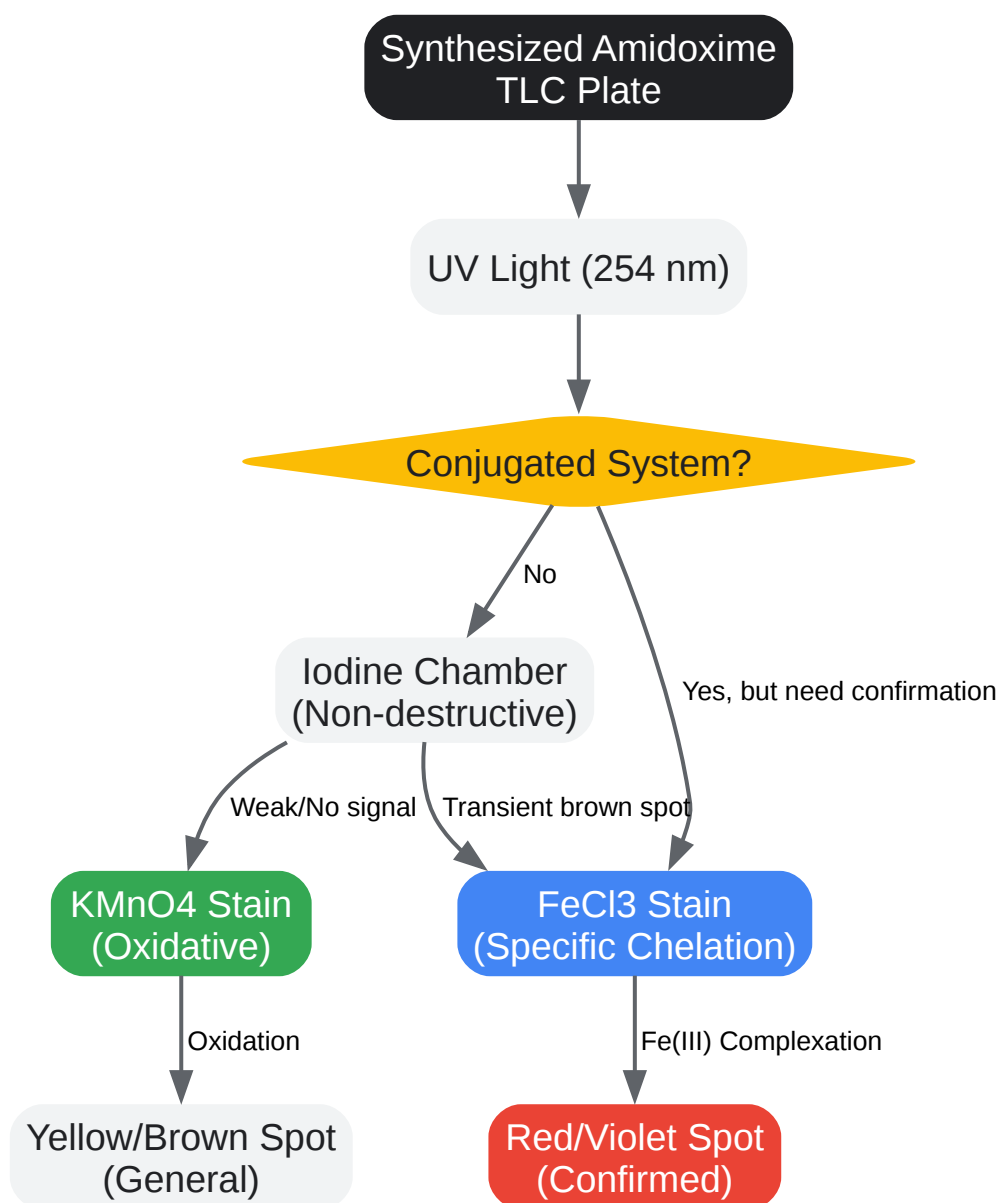 Synthesized Amidoxime
TLC Plate
UV Light (254 nm)
Conjugated System?
No
Iodine Chamber
(Non-destructive)
Yes, but need confirmation
Weak/No signal
Transient brown spot
KMnO4 Stain
(Oxidative)
FeCl3 Stain
(Specific Chelation)
Oxidation
Fe(III) Complexation
Yellow/Brown Spot
(General)
Red/Violet Spot
(Confirmed)